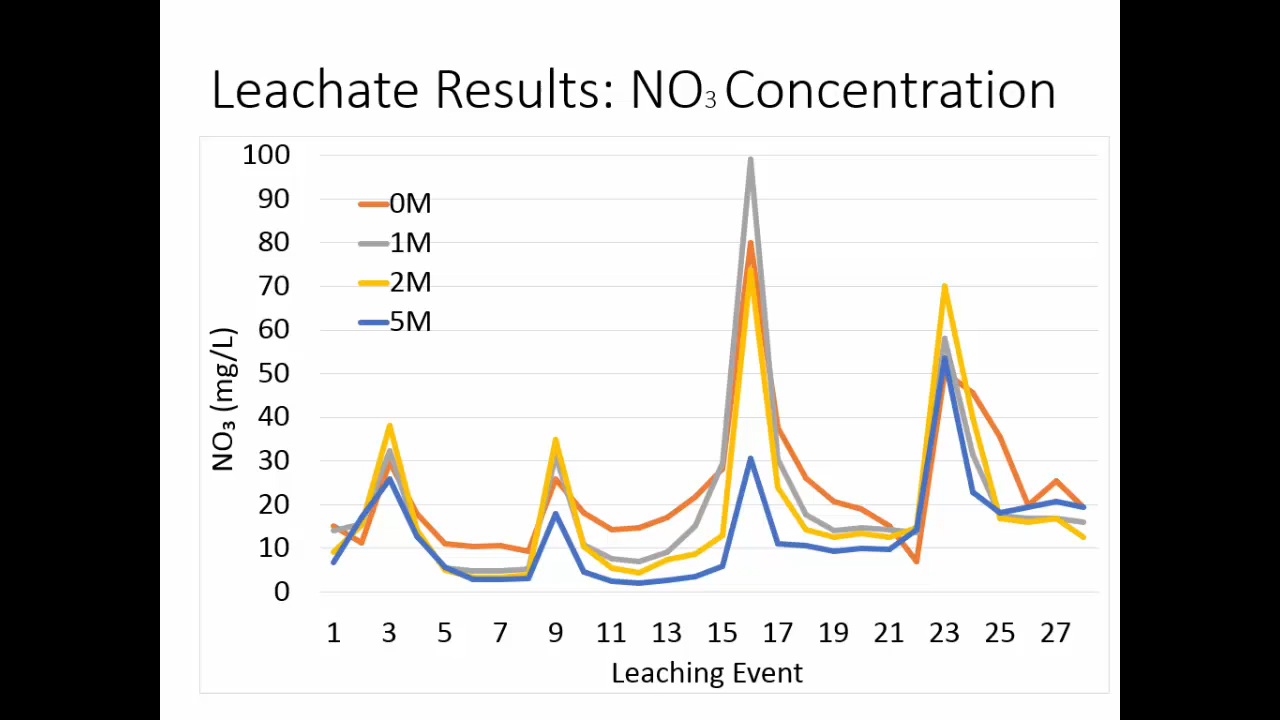 Leachate Results: NO₃ Concentration
100
90
80
70
60
50
40
30
20
10
0
NO₃ (mg/L)
0M
1M
2M
5M
1 3 5 7 9 11 13 15 17 19 21 23 25 27
Leaching Event